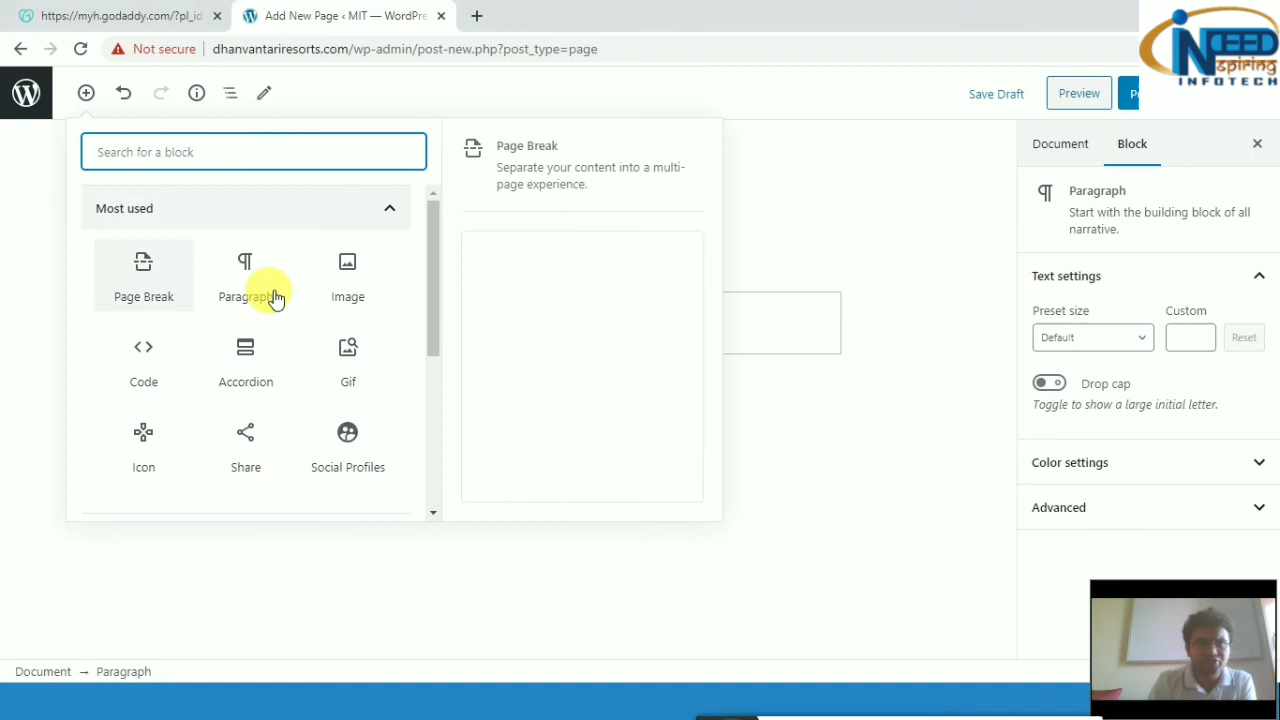 https://myh.godaddy.com/?pl_id
Add New Page ‹ MIT — WordPre
Not secure
dhanvantariresorts.com/wp-admin/post-new.php?post_type=page
iNCEED
nspiring
INFOTECH
Save Draft
Preview
Search for a block
Most used
Page Break
Paragraph
Image
Code
Accordion
Gif
Icon
Share
Social Profiles
Page Break
Separate your content into a multi-
page experience.
Document
Block
Paragraph
Start with the building block of all
narrative.
Text settings
Preset size
Custom
Default
Reset
Drop cap
Toggle to show a large initial letter.
Color settings
Advanced
Document → Paragraph